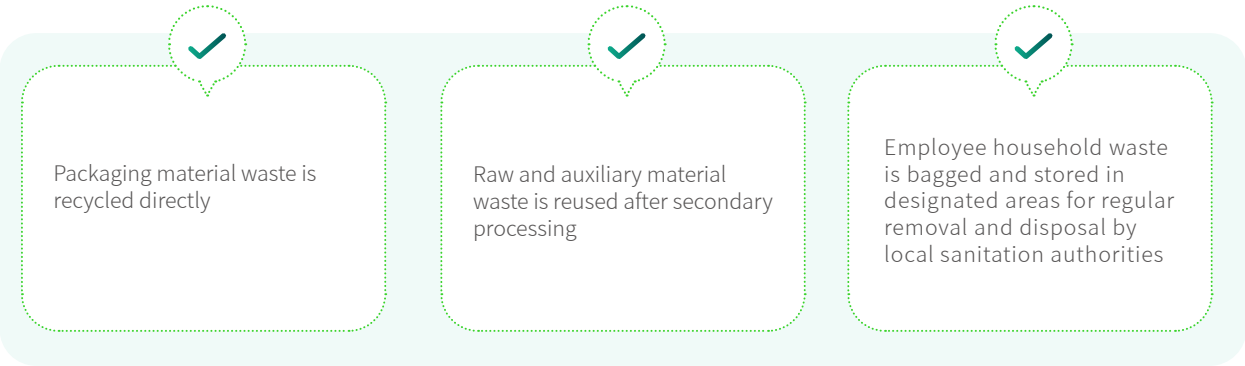 Packaging material waste is
recycled directly
Raw and auxiliary material
waste is reused after secondary
processing
Employee household waste
is bagged and stored in
designated areas for regular
removal and disposal by
local sanitation authorities